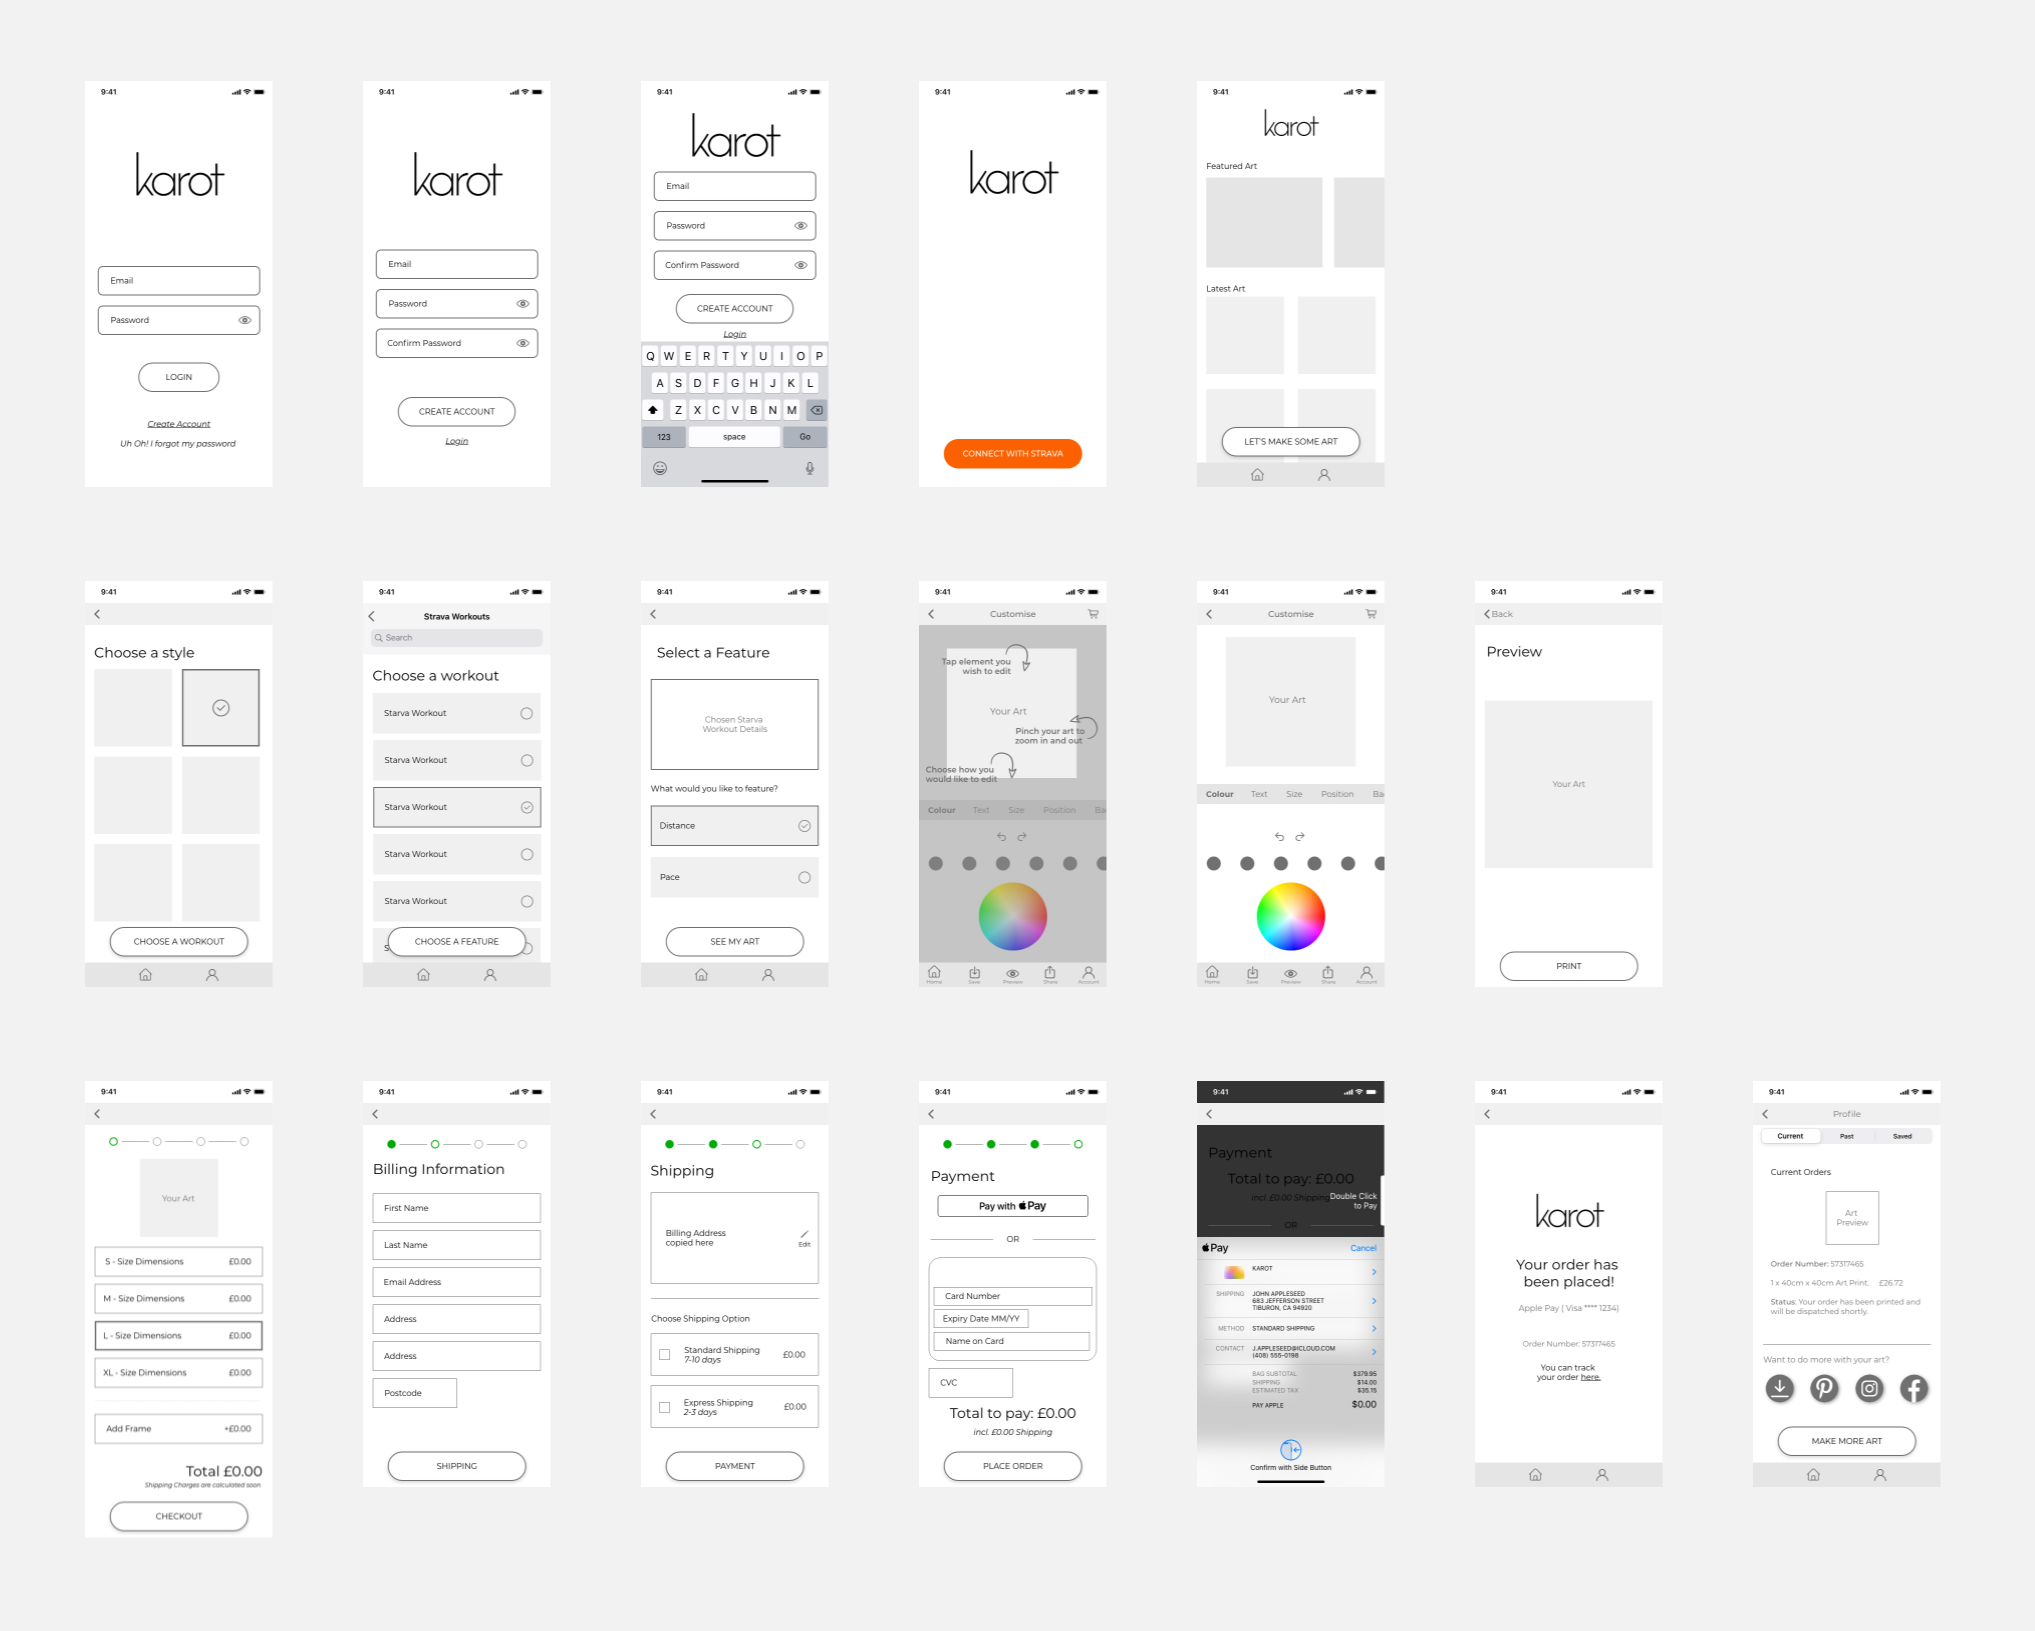 9:41
karot
Email
Password
LOGIN
Create Account
Uh Oh! I forgot my password
9:41
karot
Email
Password
Confirm Password
CREATE ACCOUNT
Login
9:41
karot
Email
Password
Confirm Password
CREATE ACCOUNT
Login
Q W E R T Y U I O P
A S D F G H J K L
Z X C V B N M
123 space Go
9:41
karot
CONNECT WITH STRAVA
9:41
karot
Featured Art
Latest Art
LET'S MAKE SOME ART
9:41
Choose a style
CHOOSE A WORKOUT
9:41
Strava Workouts
Search
Choose a workout
Starva Workout
Starva Workout
Starva Workout
Starva Workout
Starva Workout
S
CHOOSE A FEATURE
9:41
Select a Feature
Chosen Starva
Workout Details
What would you like to feature?
Distance
Pace
SEE MY ART
9:41
Customise
Tap element you
wish to edit
Your Art
Pinch your art to
zoom in and out
Choose how you
would like to edit
Colour Text Size Position Ba
Home Save Preview Share Account
9:41
Customise
Your Art
Colour Text Size Position Ba
Home Save Preview Share Account
9:41
Back
Preview
Your Art
PRINT
9:41
Your Art
S - Size Dimensions £0.00
M - Size Dimensions £0.00
L - Size Dimensions £0.00
XL - Size Dimensions £0.00
Add Frame +£0.00
Total £0.00
Shipping Charges are calculated soon
CHECKOUT
9:41
Billing Information
First Name
Last Name
Email Address
Address
Address
Postcode
SHIPPING
9:41
Shipping
Billing Address
copied here
Edit
Choose Shipping Option
Standard Shipping
7-10 days
£0.00
Express Shipping
2-3 days
£0.00
PAYMENT
9:41
Payment
Pay with Pay
OR
Card Number
Expiry Date MM/YY
Name on Card
CVC
Total to pay: £0.00
incl. £0.00 Shipping
PLACE ORDER
9:41
Payment
Total to pay: £0.00
incl. £0.00 Shipping
Double Click
to Pay
OR
Pay Cancel
KAROT
SHIPPING JOHN APPLESEED
683 JEFFERSON STREET
TIBURON, CA 94920
METHOD STANDARD SHIPPING
CONTACT J.APPLESEED@ICLOUD.COM
(408) 555-0198
BAG SUBTOTAL $379.95
SHIPPING $14.00
ESTIMATED TAX $35.15
PAY APPLE $0.00
Confirm with Side Button
9:41
karot
Your order has
been placed!
Apple Pay ( Visa **** 1234)
Order Number: 57317465
You can track
your order here.
9:41
Profile
Current Past Saved
Current Orders
Art
Preview
Order Number: 57317465
1 x 40cm x 40cm Art Print. £26.72
Status: Your order has been printed and
will be dispatched shortly.
Want to do more with your art?
MAKE MORE ART